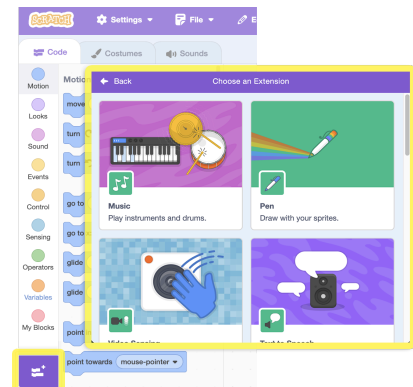 SCRATCH Settings File
Code Costumes Sounds
Motion
Looks
Sound
Events
Control
Sensing
Operators
Variables
My Blocks
move
turn
turn
go to
go to
glide
glide
point towards mouse-pointer
Back Choose an Extension
Music
Play instruments and drums.
Pen
Draw with your sprites.
Video Sensing
Text to Speech